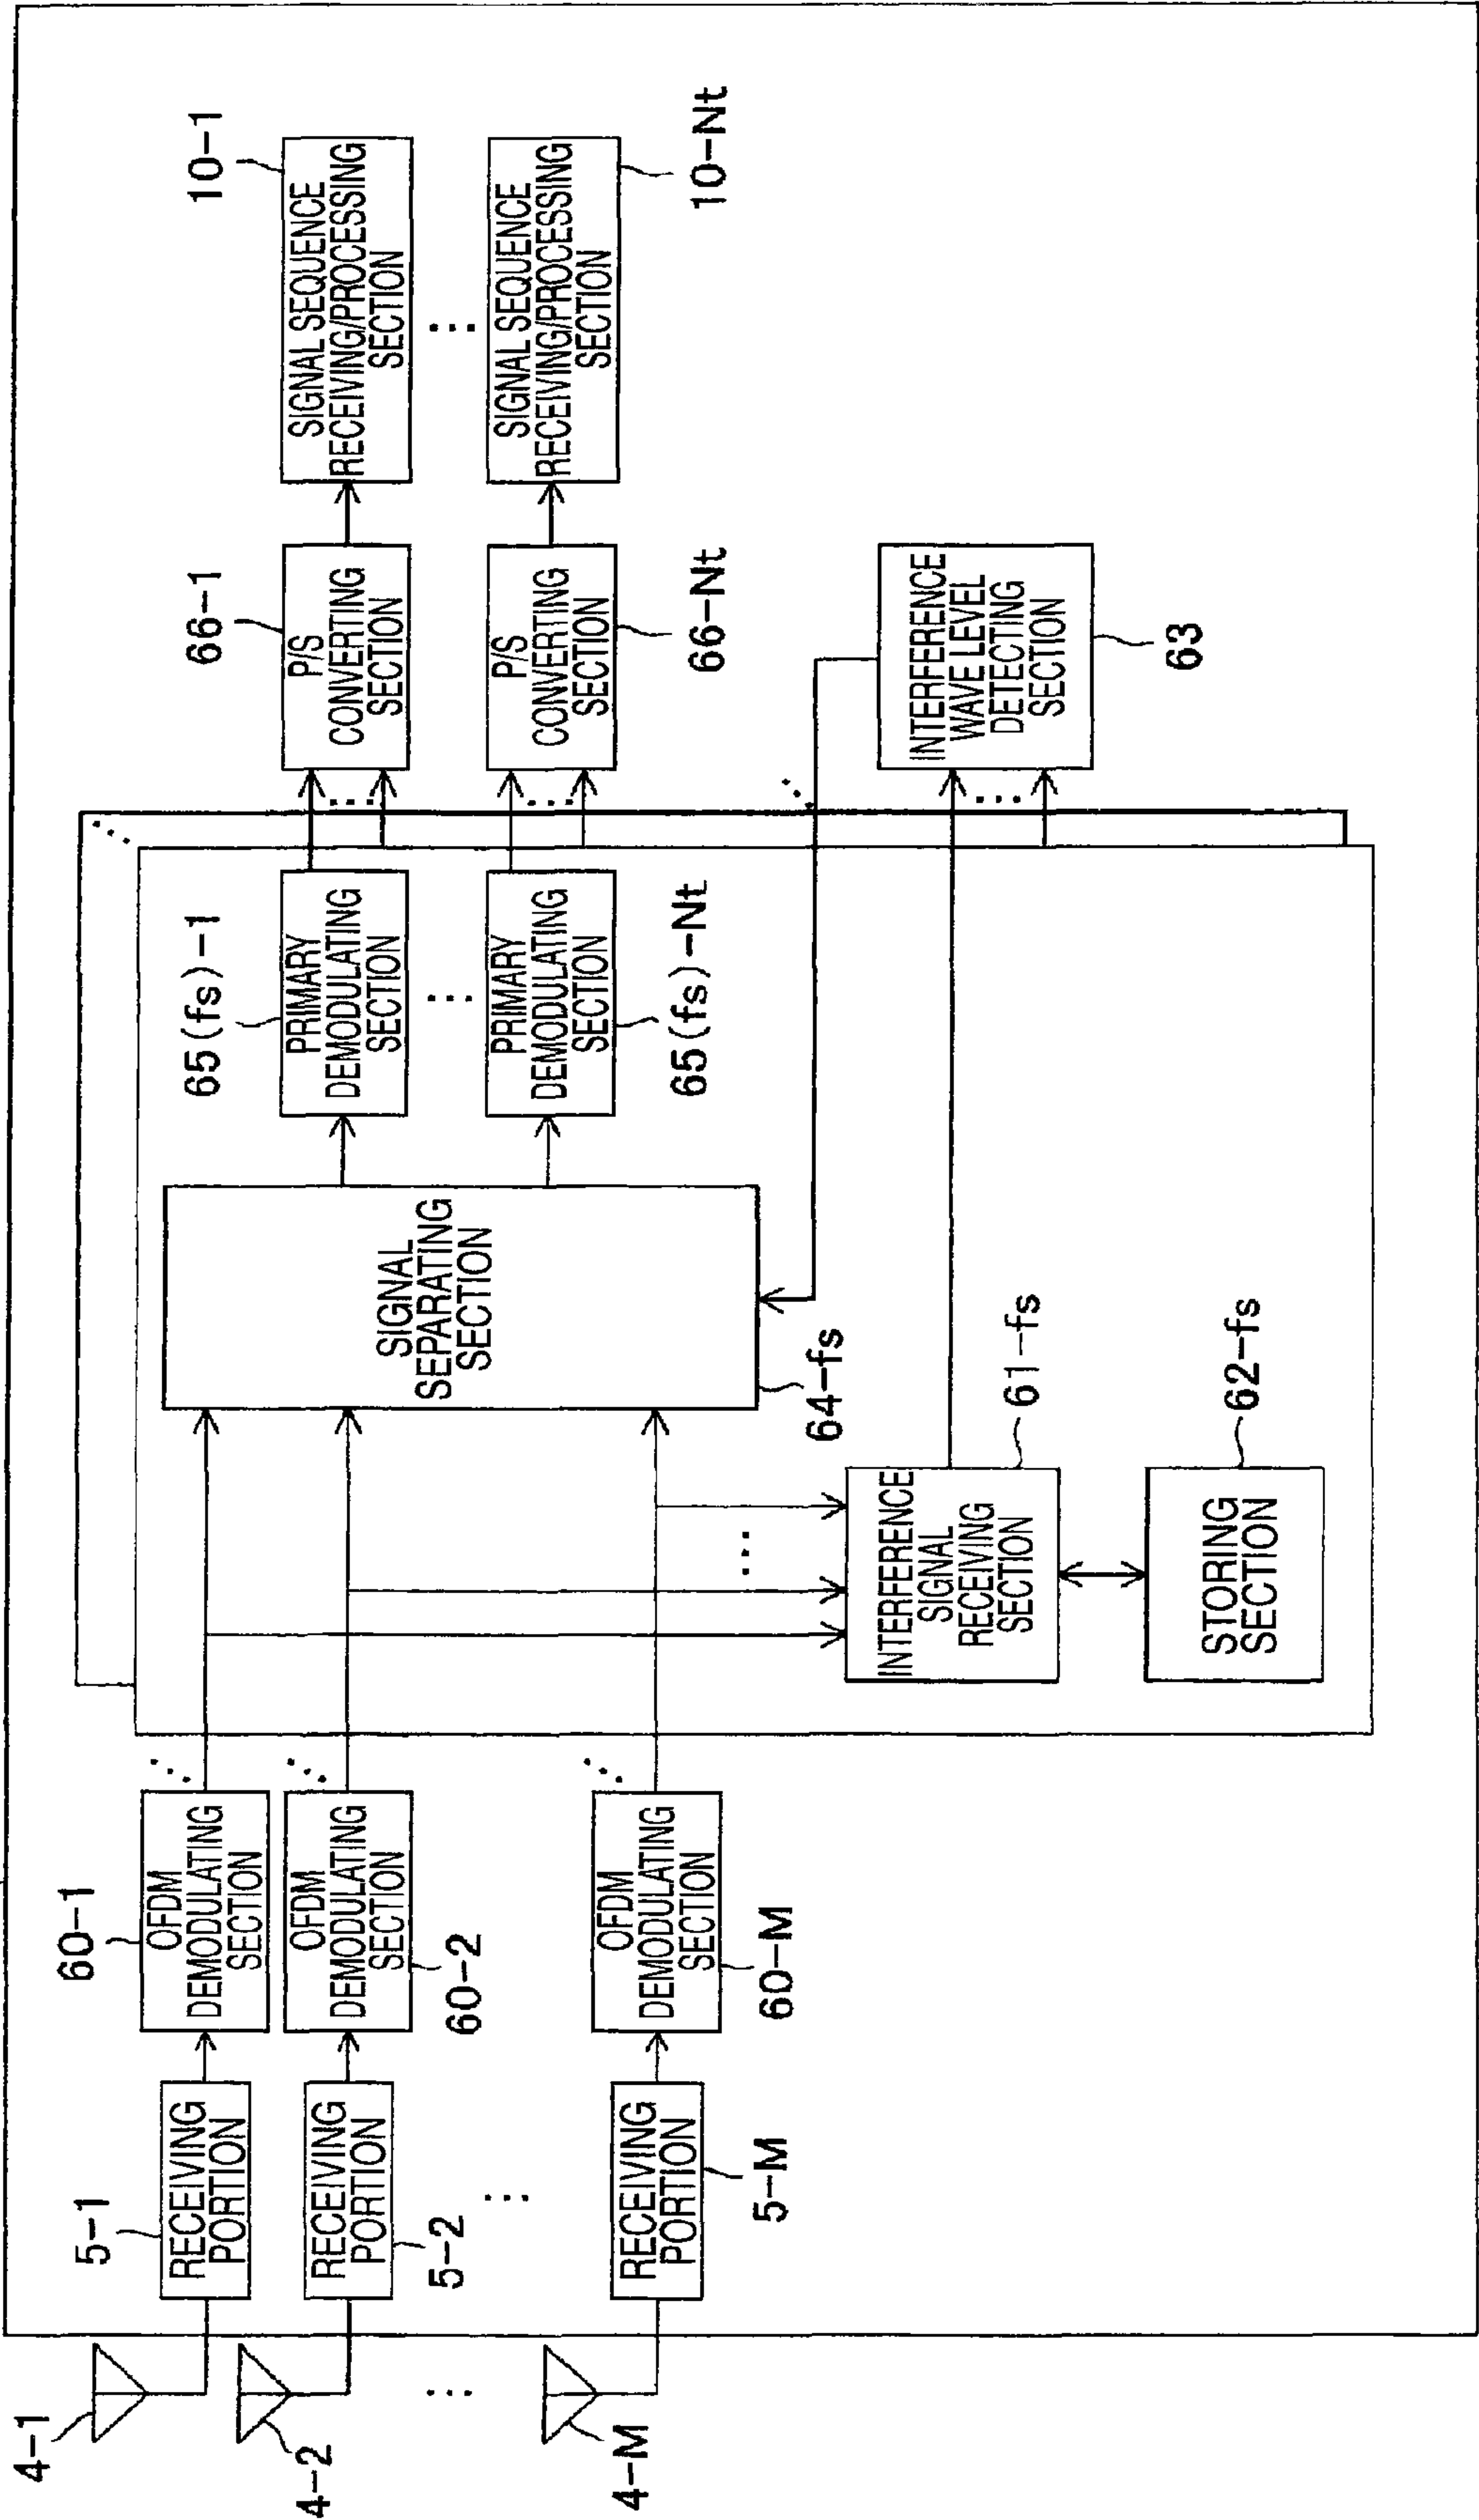 4-1
5-1
RECEIVING
PORTION
60-1
OFDM
DEMODULATING
SECTION
4-2
5-2
RECEIVING
PORTION
60-2
OFDM
DEMODULATING
SECTION
4-M
5-M
RECEIVING
PORTION
60-M
OFDM
DEMODULATING
SECTION
SIGNAL
SEPARATING
SECTION
64-fs
INTERFERENCE
SIGNAL
RECEIVING
SECTION
61-fs
STORING
SECTION
62-fs
65(fs)-1
PRIMARY
DEMODULATING
SECTION
PRIMARY
DEMODULATING
SECTION
65(fs)-Nt
66-1
P/S
CONVERTING
SECTION
P/S
CONVERTING
SECTION
66-Nt
INTERFERENCE
WAVE LEVEL
DETECTING
SECTION
63
10-1
SIGNAL SEQUENCE
RECEIVING/PROCESSING
SECTION
SIGNAL SEQUENCE
RECEIVING/PROCESSING
SECTION
10-Nt